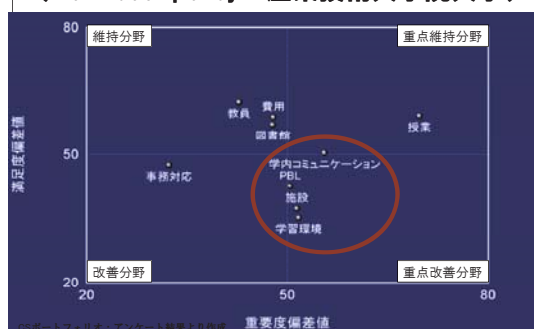 80
維持分野
重点維持分野
教員
費用
図書館
授業
満足度偏差値
50
学内コミュニケーション
事務対応
PBL
施設
学習環境
改善分野
重点改善分野
20
20
50
80
重要度偏差値